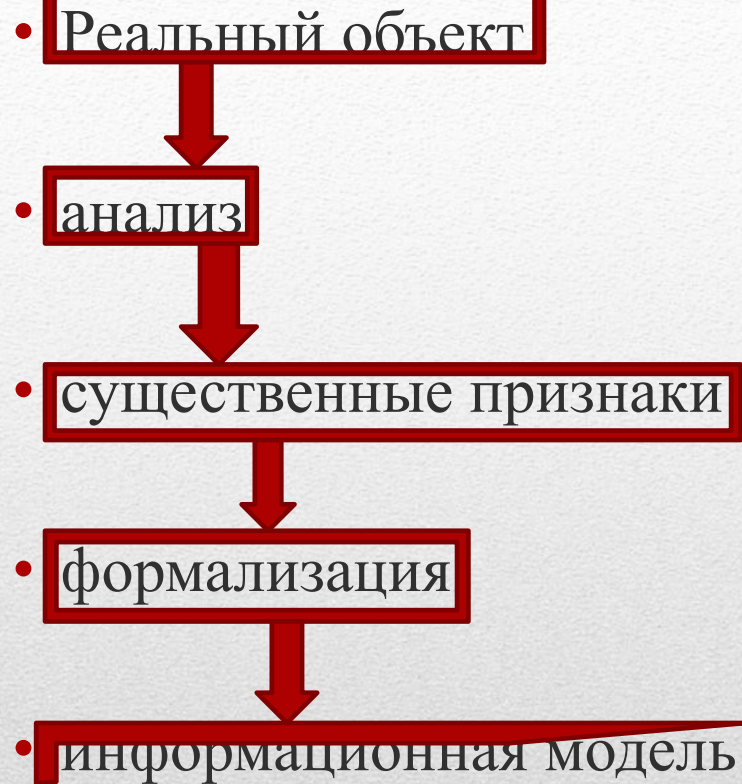 • Реальный объект
• анализ
• существенные признаки
• формализация
• информационная модель